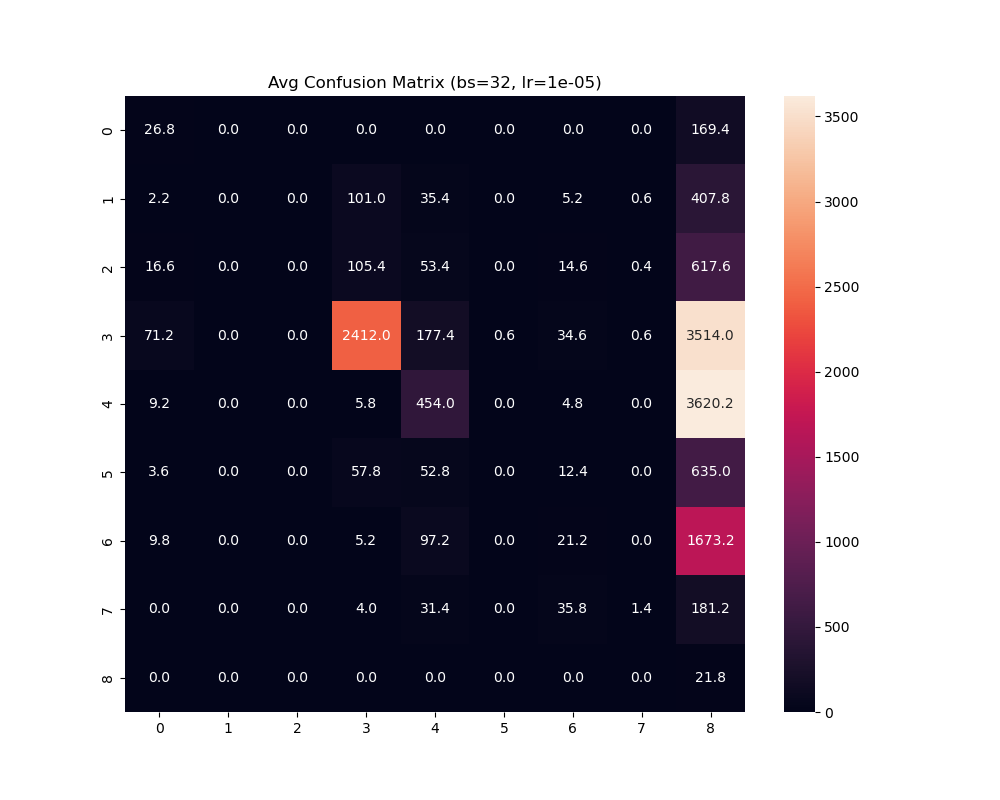 Avg Confusion Matrix (bs=32, lr=1e-05)
0 26.8 0.0 0.0 0.0 0.0 0.0 0.0 0.0 169.4
1 2.2 0.0 0.0 101.0 35.4 0.0 5.2 0.6 407.8
2 16.6 0.0 0.0 105.4 53.4 0.0 14.6 0.4 617.6
3 71.2 0.0 0.0 2412.0 177.4 0.6 34.6 0.6 3514.0
4 9.2 0.0 0.0 5.8 454.0 0.0 4.8 0.0 3620.2
5 3.6 0.0 0.0 57.8 52.8 0.0 12.4 0.0 635.0
6 9.8 0.0 0.0 5.2 97.2 0.0 21.2 0.0 1673.2
7 0.0 0.0 0.0 4.0 31.4 0.0 35.8 1.4 181.2
8 0.0 0.0 0.0 0.0 0.0 0.0 0.0 0.0 21.8
0 1 2 3 4 5 6 7 8
3500
3000
2500
2000
1500
1000
500
0